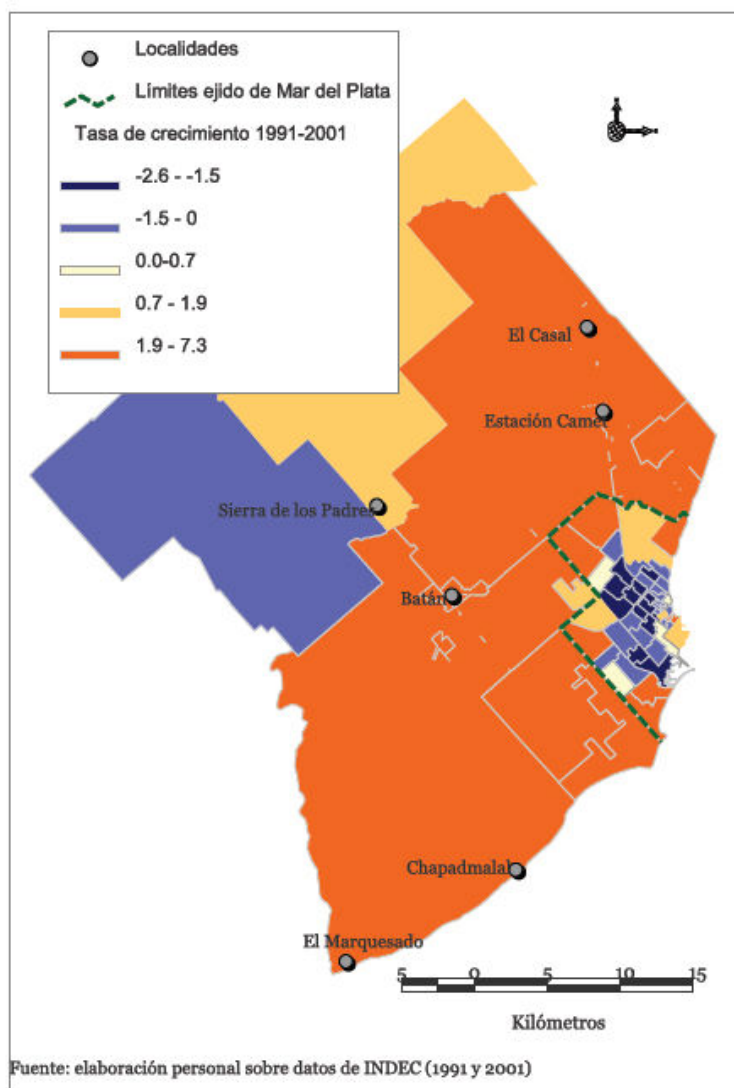 Localidades
Límites ejido de Mar del Plata
Tasa de crecimiento 1991-2001
-2.6 - -1.5
-1.5 - 0
0.0-0.7
0.7 - 1.9
1.9 - 7.3
El Casal
Estación Camet
Sierra de los Padres
Batán
Chapadmalal
El Marquesado
5 0 5 10 15
Kilómetros
Fuente: elaboración personal sobre datos de INDEC (1991 y 2001)